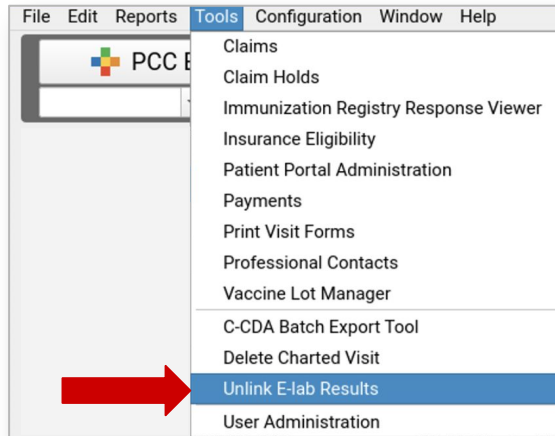 File Edit Reports Tools Configuration Window Help
PCC
Claims
Claim Holds
Immunization Registry Response Viewer
Insurance Eligibility
Patient Portal Administration
Payments
Print Visit Forms
Professional Contacts
Vaccine Lot Manager
C-CDA Batch Export Tool
Delete Charted Visit
Unlink E-lab Results
User Administration